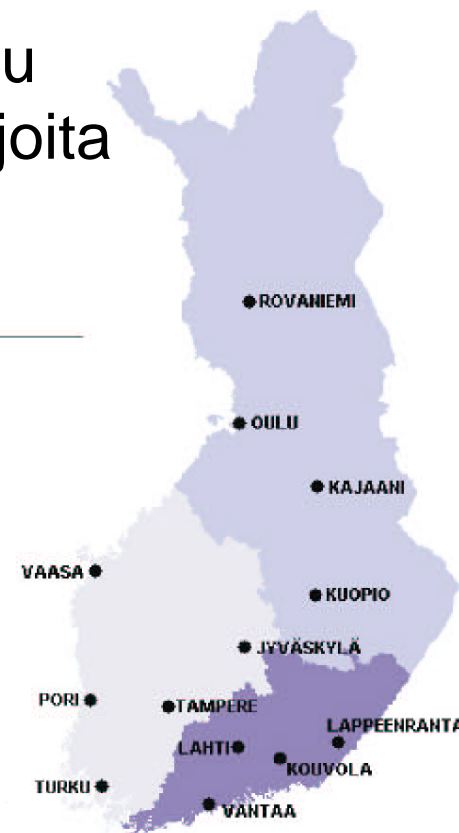 u
joita
ROVANIEMI
OULU
KAJAANI
VAASA
KUOPIO
JYVÄSKYLÄ
PORI
TAMPERE
LAPPEENRANTA
LAHTI
KOUVOLA
TURKU
VANTAA